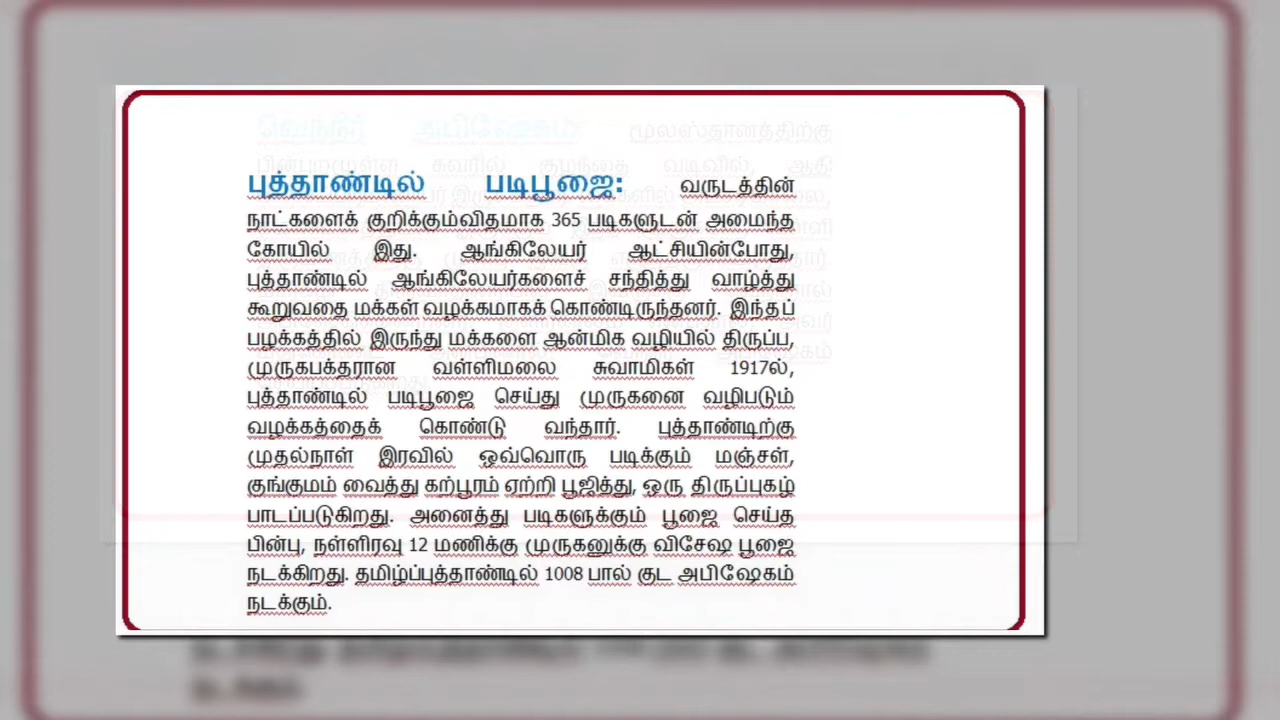 புத்தாண்டில் படிபூஜை: வருடத்தின்
நாட்களைக் குறிக்கும்விதமாக 365 படிகளுடன் அமைந்த
கோயில் இது. ஆங்கிலேயர் ஆட்சியின்போது,
புத்தாண்டில் ஆங்கிலேயர்களைச் சந்தித்து வாழ்த்து
கூறுவதை மக்கள் வழக்கமாகக் கொண்டிருந்தனர். இந்தப்
பழக்கத்தில் இருந்து மக்களை ஆன்மிக வழியில் திருப்ப,
முருகபக்தரான வள்ளிமலை சுவாமிகள் 1917ல்,
புத்தாண்டில் படிபூஜை செய்து முருகனை வழிபடும்
வழக்கத்தைக் கொண்டு வந்தார். புத்தாண்டிற்கு
முதல்நாள் இரவில் ஒவ்வொரு படிக்கும் மஞ்சள்,
குங்குமம் வைத்து கற்பூரம் ஏற்றி பூஜித்து, ஒரு திருப்புகழ்
பாடப்படுகிறது. அனைத்து படிகளுக்கும் பூஜை செய்த
பின்பு, நள்ளிரவு 12 மணிக்கு முருகனுக்கு விசேஷ பூஜை
நடக்கிறது. தமிழ்ப்புத்தாண்டில் 1008 பால் குட அபிஷேகம்
நடக்கும்.